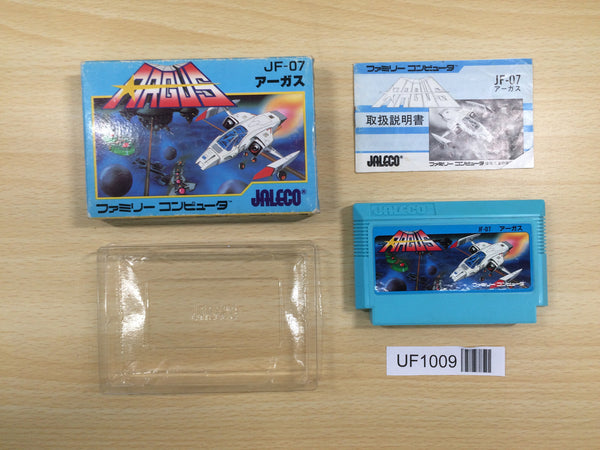 JF-07
アーガス
ARGUS
ファミリー コンピュータ
JALECO®
ファミリー コンピュータ
JF-07
アーガス
ARGUS
取扱説明書
JALECO®
ファミリー コンピュータ
JALECO
JF-07 アーガス
ARGUS
ファミリー コンピュータ
UF1009